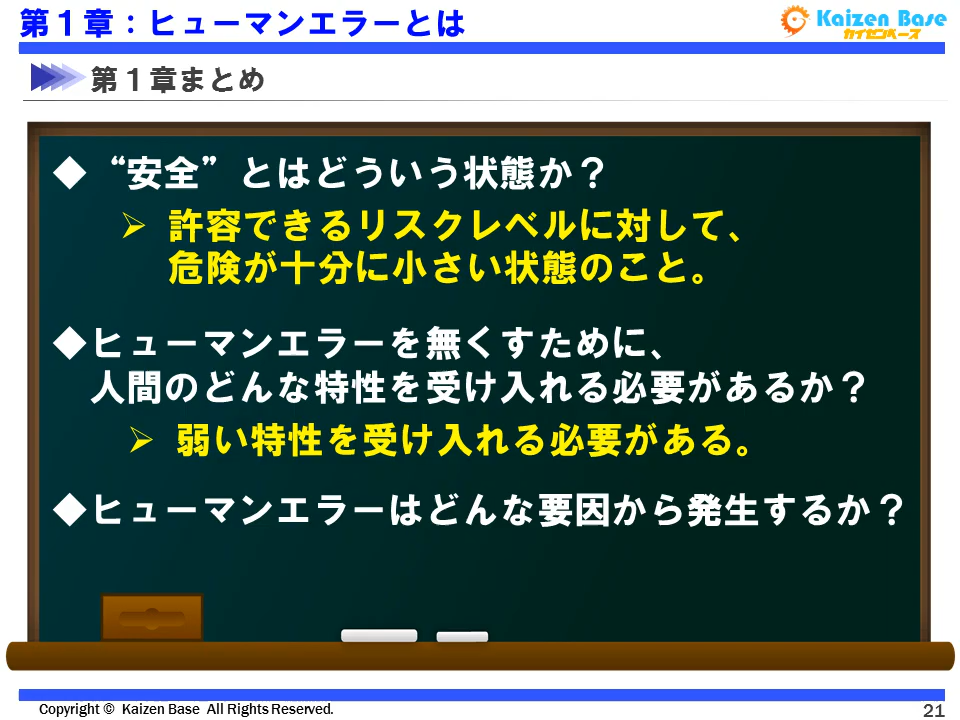 第１章：ヒューマンエラーとは
Kaizen Base
カイゼンベース
第１章まとめ
◆“安全”とはどういう状態か？
➢ 許容できるリスクレベルに対して、
危険が十分に小さい状態のこと。
◆ヒューマンエラーを無くすために、
人間のどんな特性を受け入れる必要があるか？
➢ 弱い特性を受け入れる必要がある。
◆ヒューマンエラーはどんな要因から発生するか？
Copyright © Kaizen Base All Rights Reserved.
21